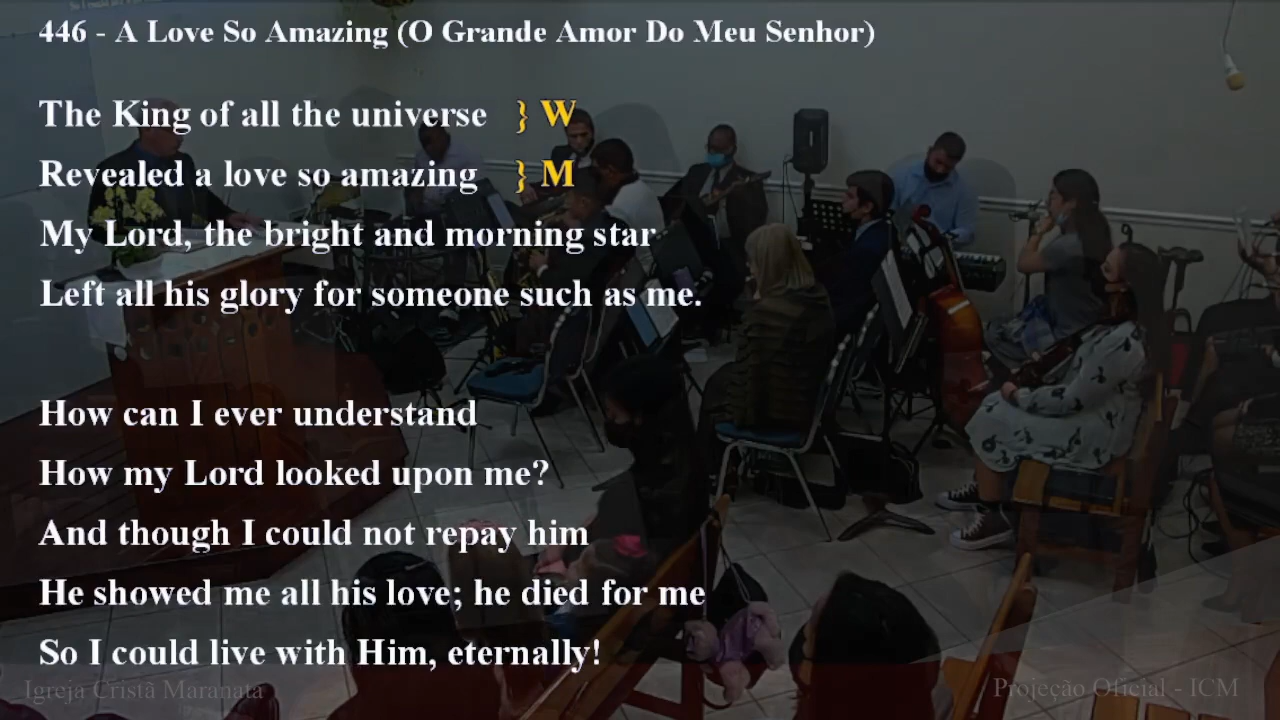 446 - A Love So Amazing (O Grande Amor Do Meu Senhor)
The King of all the universe } W
Revealed a love so amazing } M
My Lord, the bright and morning star
Left all his glory for someone such as me.
How can I ever understand
How my Lord looked upon me?
And though I could not repay him
He showed me all his love; he died for me
So I could live with Him, eternally!
Igreja Cristã Maranata
Projeção Oficial - ICM